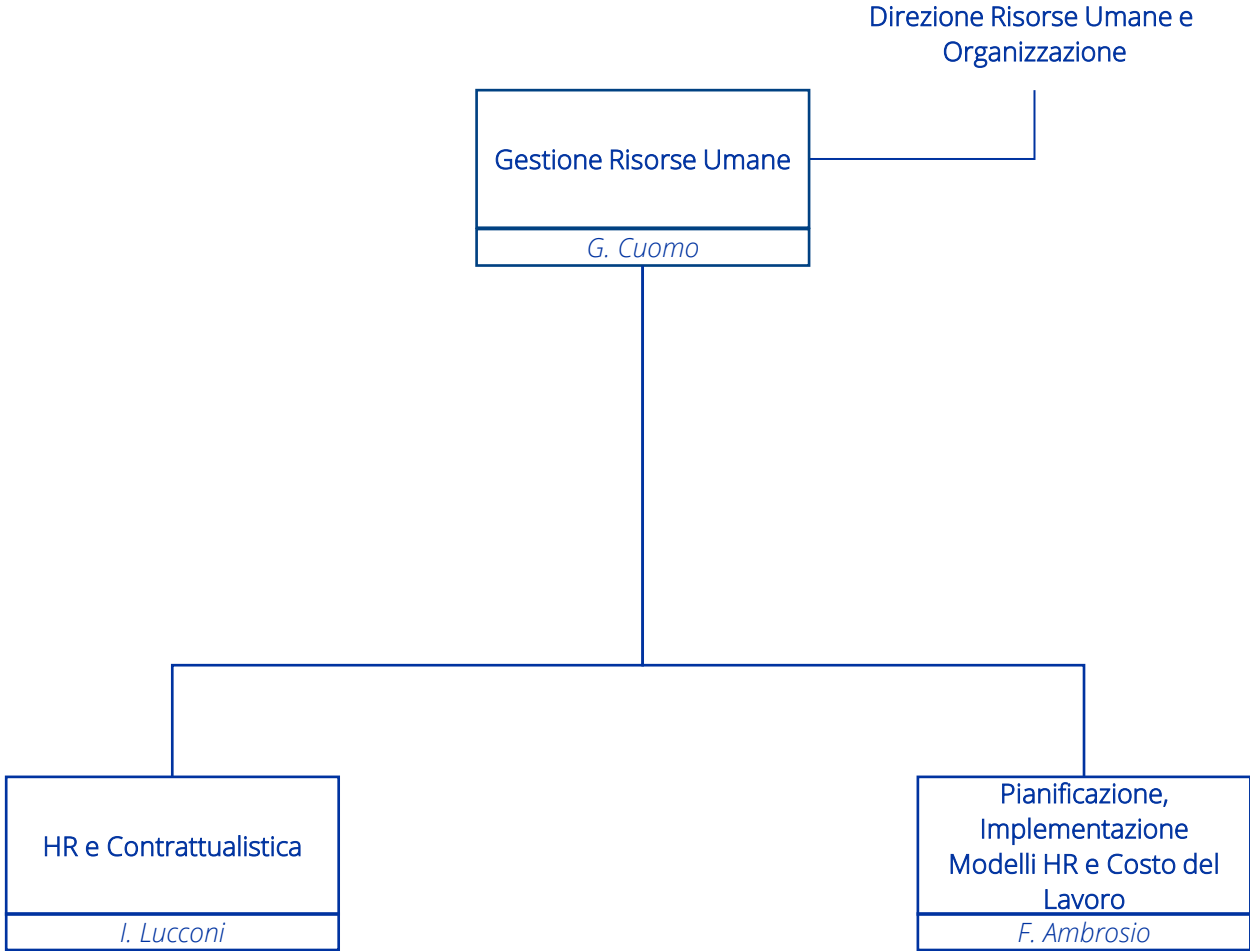 Direzione Risorse Umane e
Organizzazione
Gestione Risorse Umane
G. Cuomo
HR e Contrattualistica
I. Lucconi
Pianificazione,
Implementazione
Modelli HR e Costo del
Lavoro
F. Ambrosio